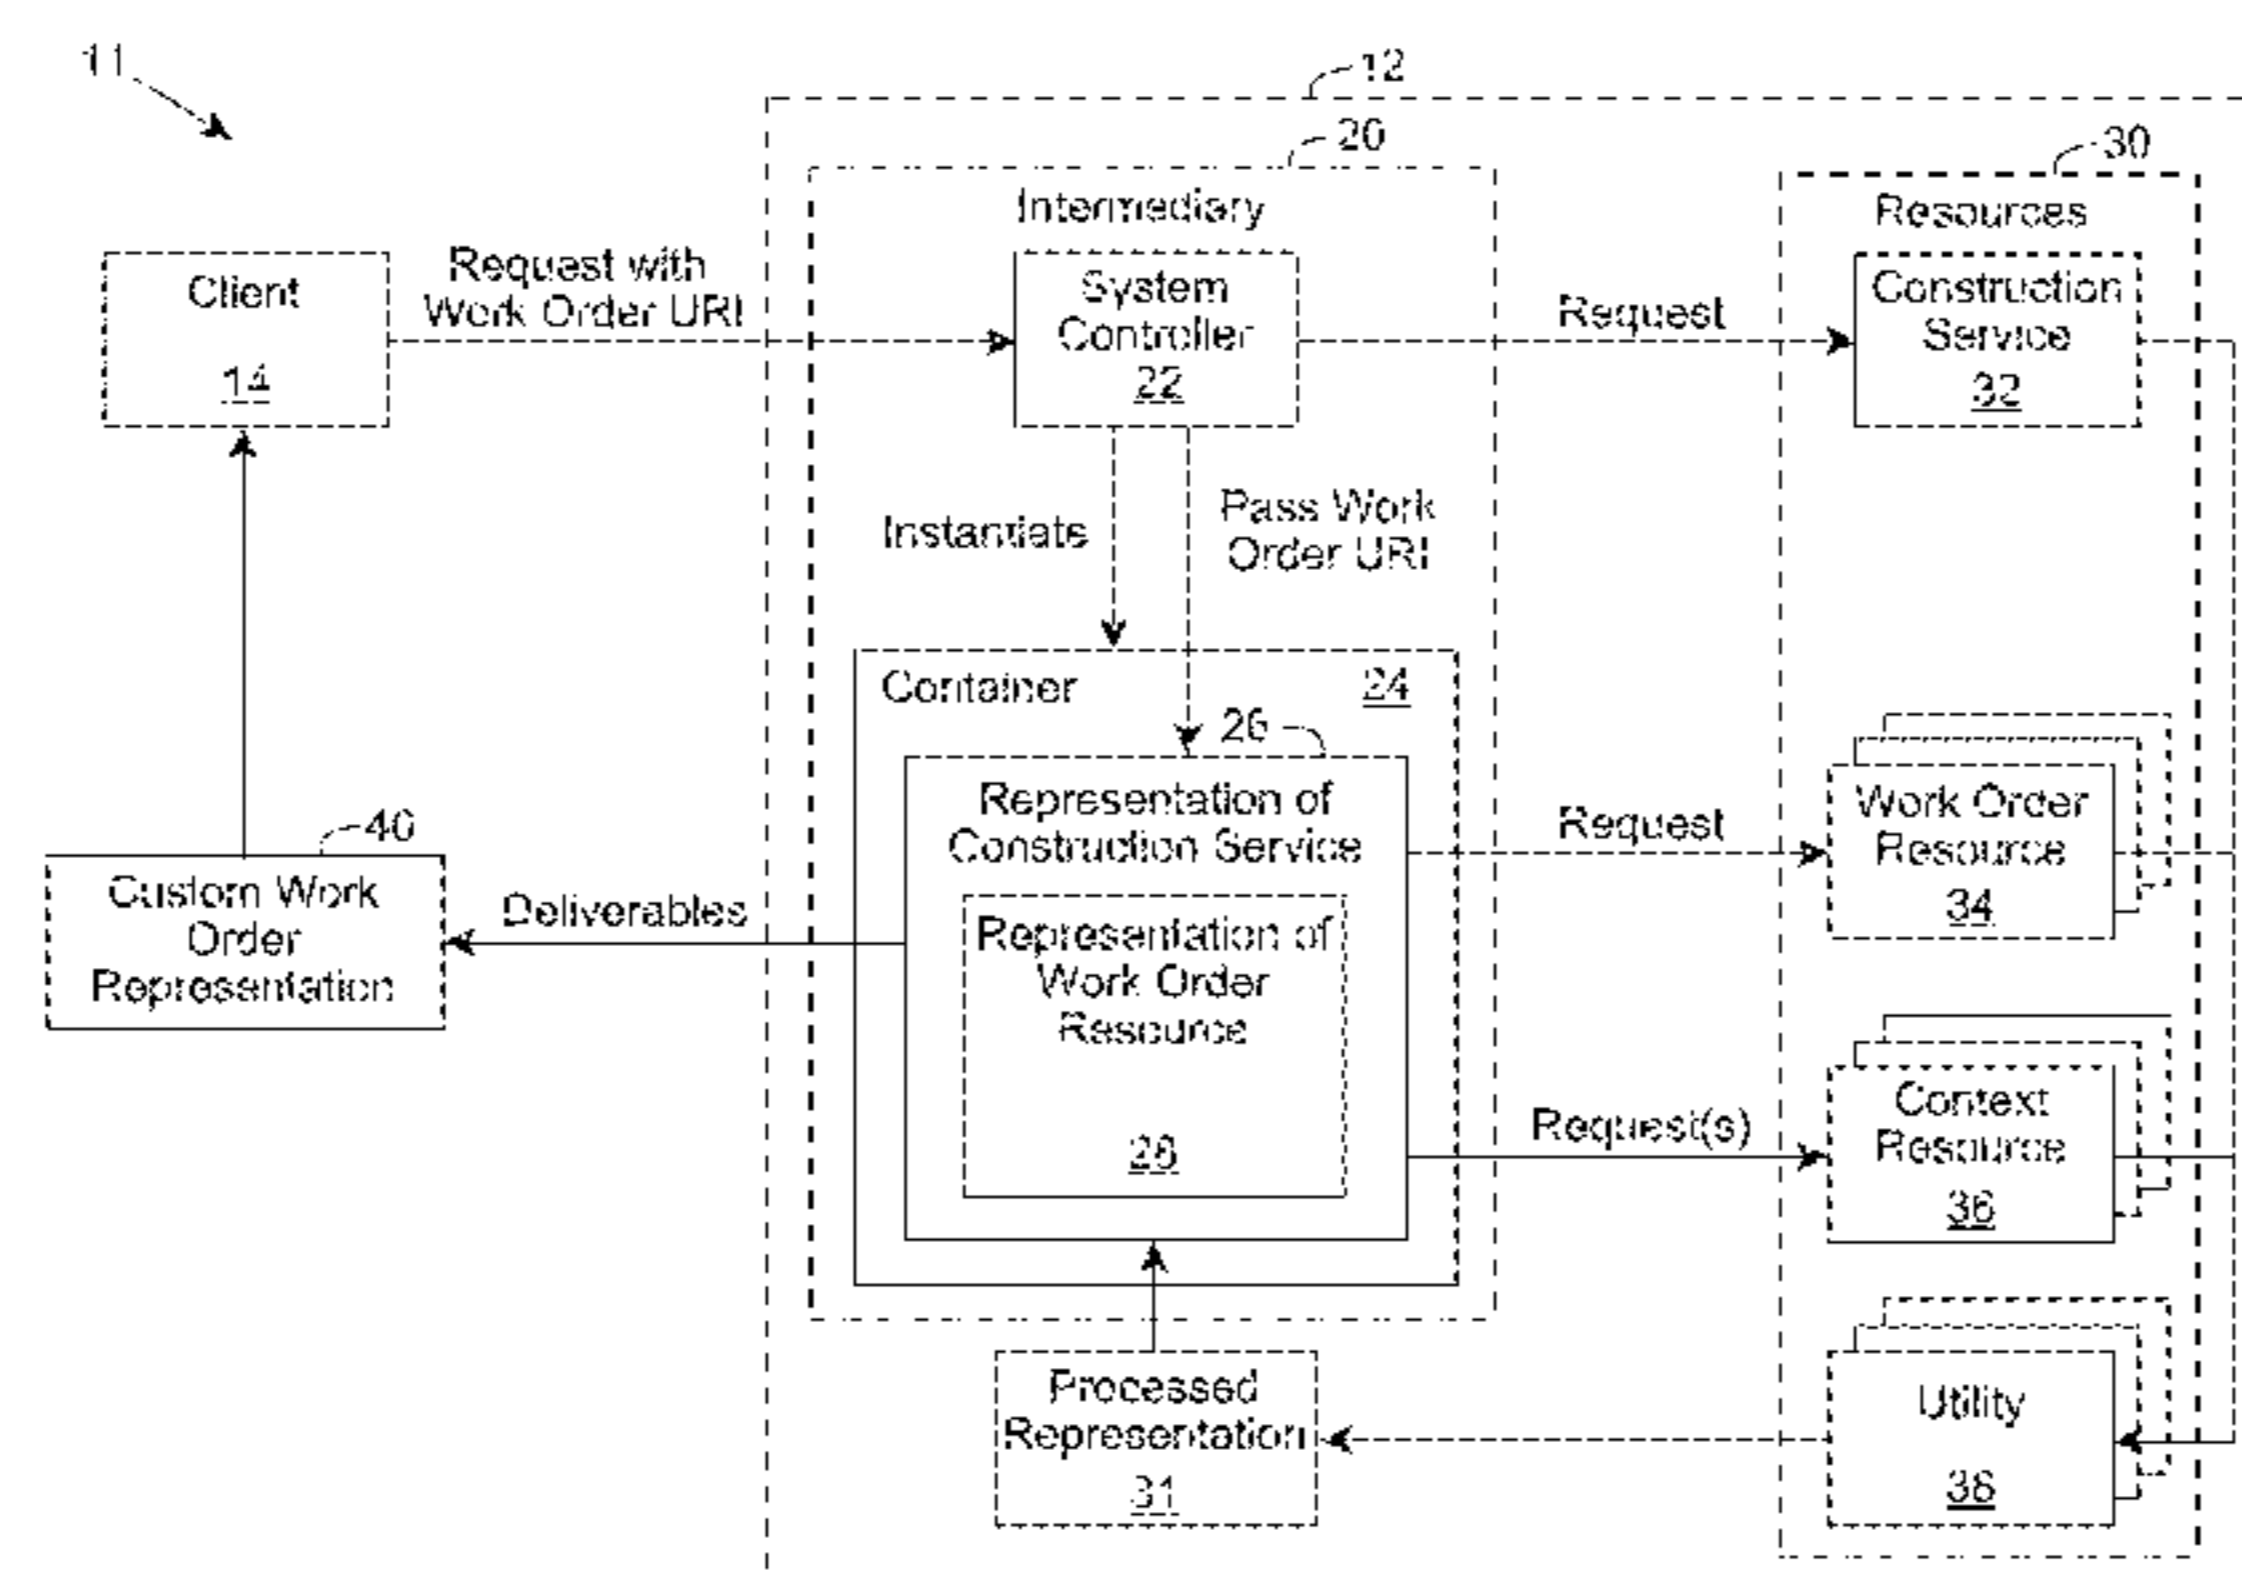 11
12
20
30
Intermediary
Resources
Client
14
Request with
Work Order URI
System
Controller
22
Request
Construction
Service
32
Instantiates
Pass Work
Order URI
Container
24
26
Representation of
Construction Service
Request
Work Order
Resource
34
40
Custom Work
Order
Representation
Deliverables
Representation of
Work Order
Resource
28
Request(s)
Context
Resource
36
Processed
Representation
31
Utility
38